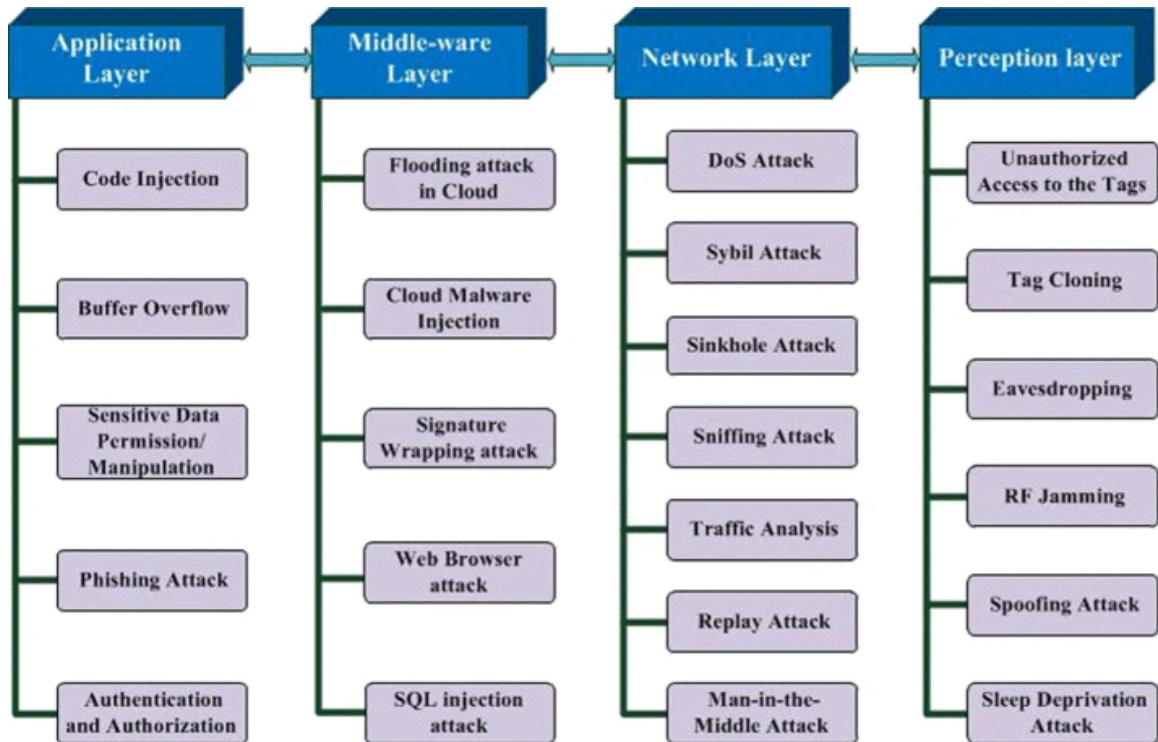 Application
Layer
Code Injection
Buffer Overflow
Sensitive Data
Permission/
Manipulation
Phishing Attack
Authentication
and Authorization
Middle-ware
Layer
Flooding attack
in Cloud
Cloud Malware
Injection
Signature
Wrapping attack
Web Browser
attack
SQL injection
attack
Network Layer
DoS Attack
Sybil Attack
Sinkhole Attack
Sniffing Attack
Traffic Analysis
Replay Attack
Man-in-the-
Middle Attack
Perception layer
Unauthorized
Access to the Tags
Tag Cloning
Eavesdropping
RF Jamming
Spoofing Attack
Sleep Deprivation
Attack